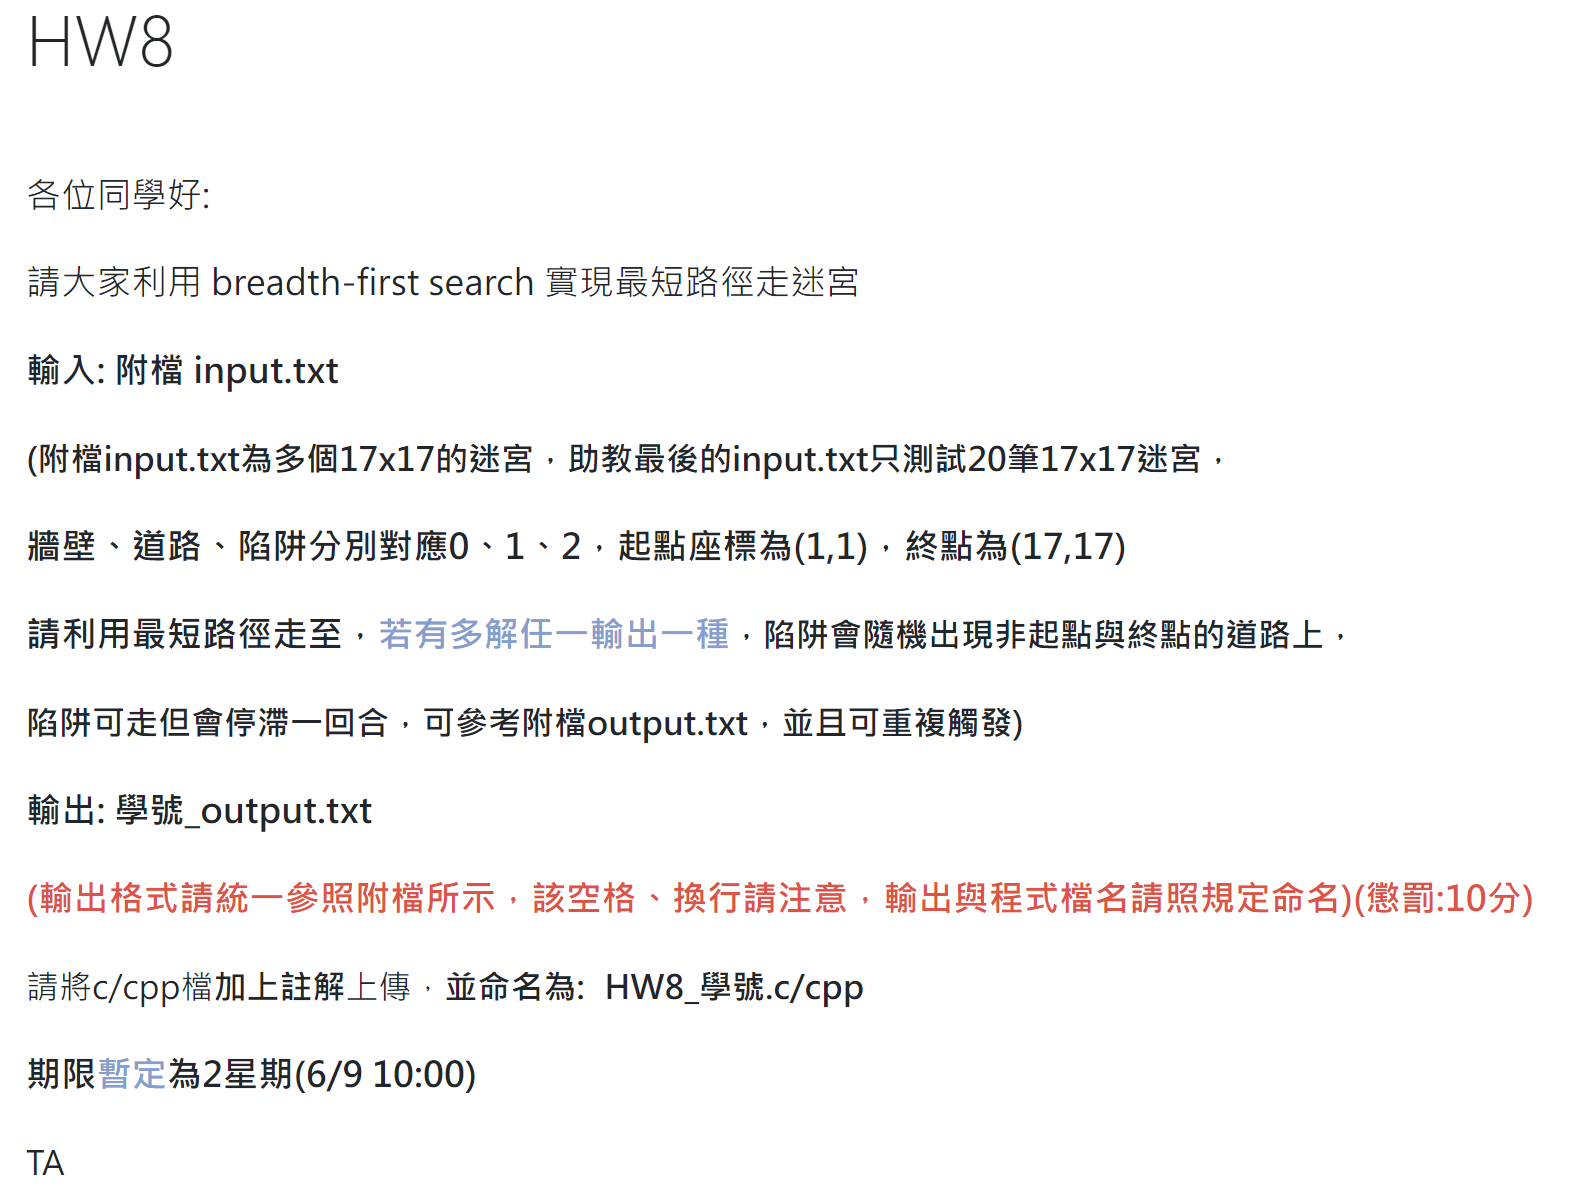 HW8
各位同學好:
請大家利用 breadth-first search 實現最短路徑走迷宮
輸入: 附檔 input.txt
(附檔input.txt為多個17x17的迷宮，助教最後的input.txt只測試20筆17x17迷宮，
牆壁、道路、陷阱分別對應0、1、2，起點座標為(1,1)，終點為(17,17)
請利用最短路徑走至，若有多解任一輸出一種，陷阱會隨機出現非起點與終點的道路上，
陷阱可走但會停滯一回合，可參考附檔output.txt，並且可重複觸發)
輸出: 學號_output.txt
(輸出格式請統一參照附檔所示，該空格、換行請注意，輸出與程式檔名請照規定命名)(懲罰:10分)
請將c/cpp檔加上註解上傳，並命名為:  HW8_學號.c/cpp
期限暫定為2星期(6/9 10:00)
TA